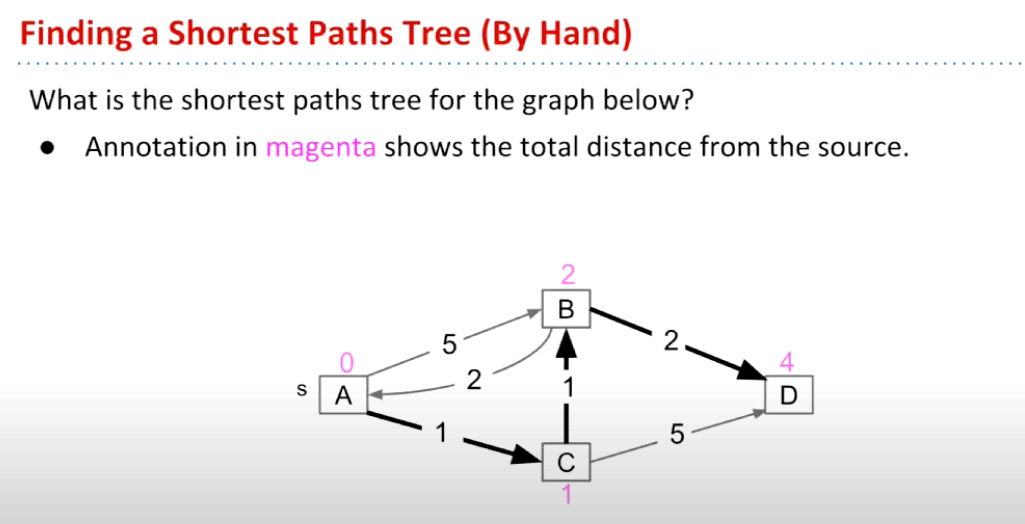 Finding a Shortest Paths Tree (By Hand)
What is the shortest paths tree for the graph below?
● Annotation in magenta shows the total distance from the source.
2
B
5
2
0
4
s
A
2
1
D
1
5
C
1